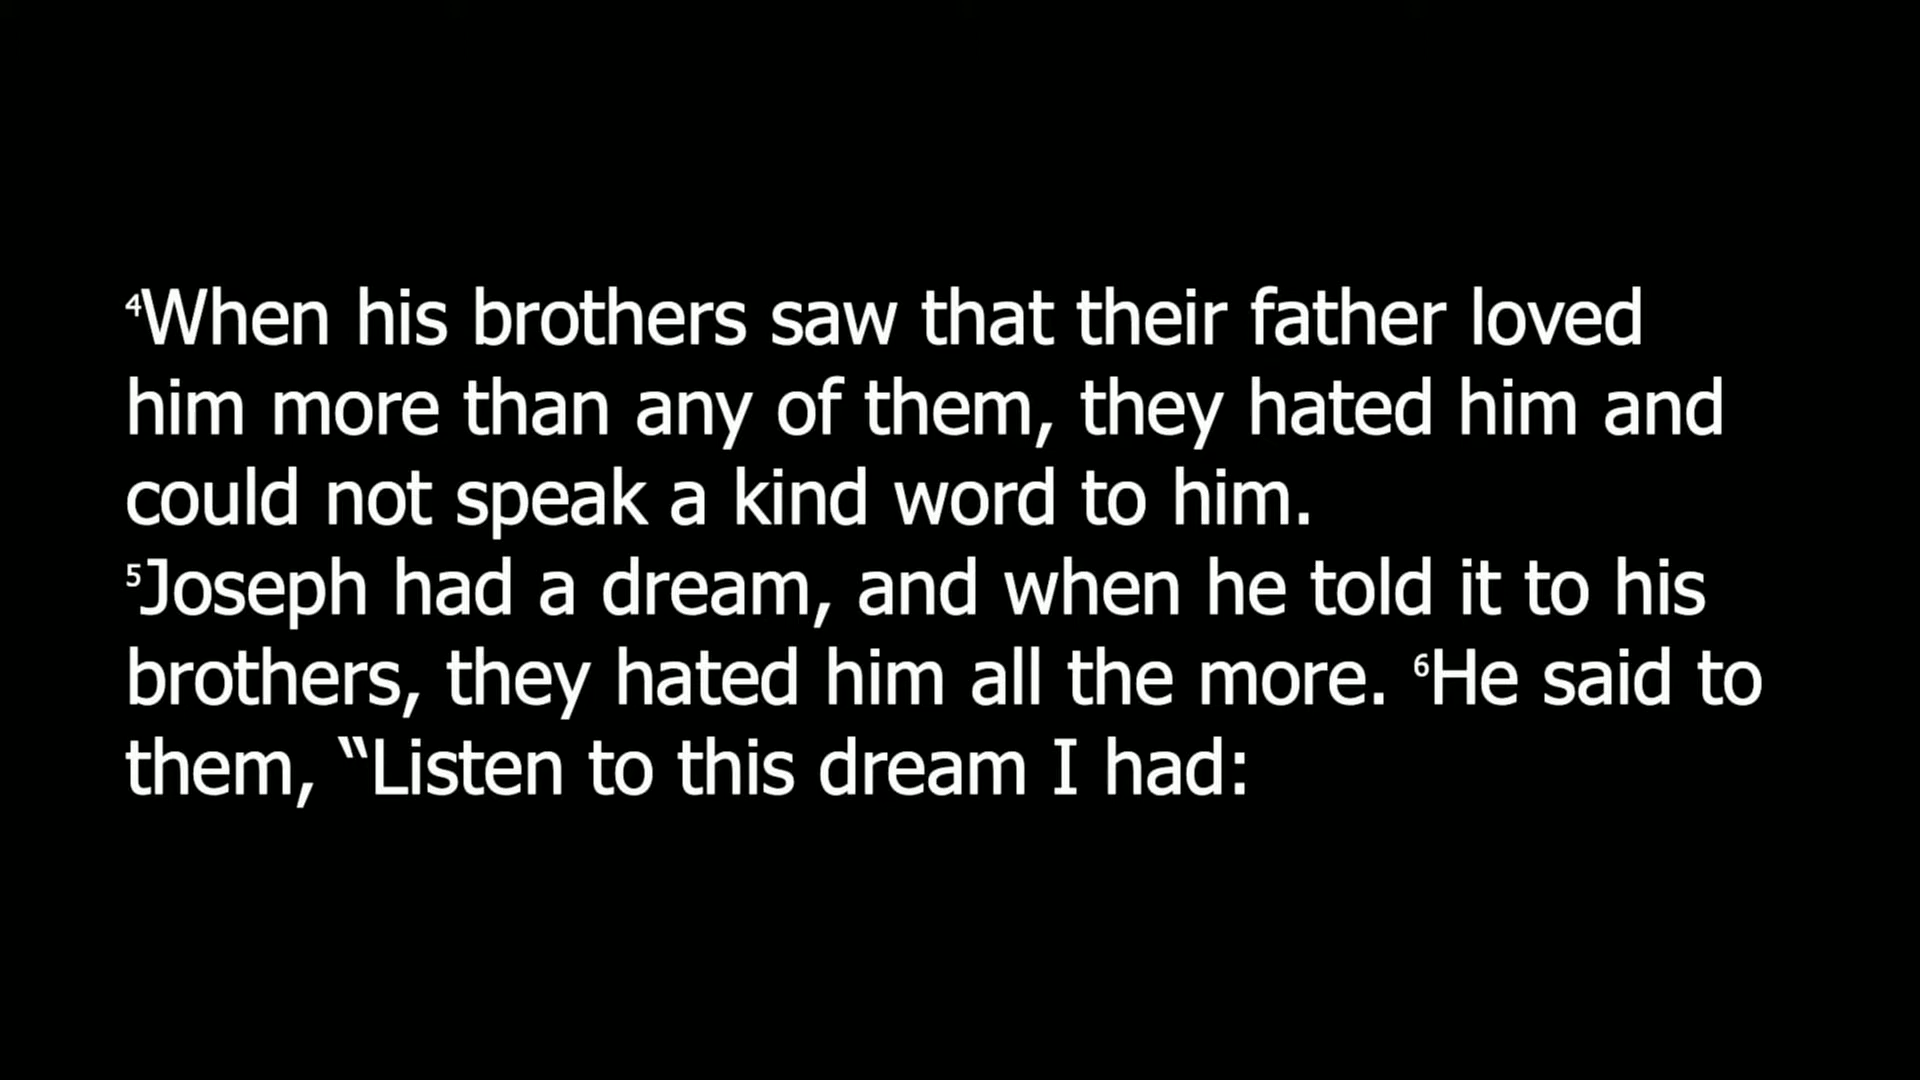 ⁴When his brothers saw that their father loved
him more than any of them, they hated him and
could not speak a kind word to him.
⁵Joseph had a dream, and when he told it to his
brothers, they hated him all the more. ⁶He said to
them, “Listen to this dream I had: